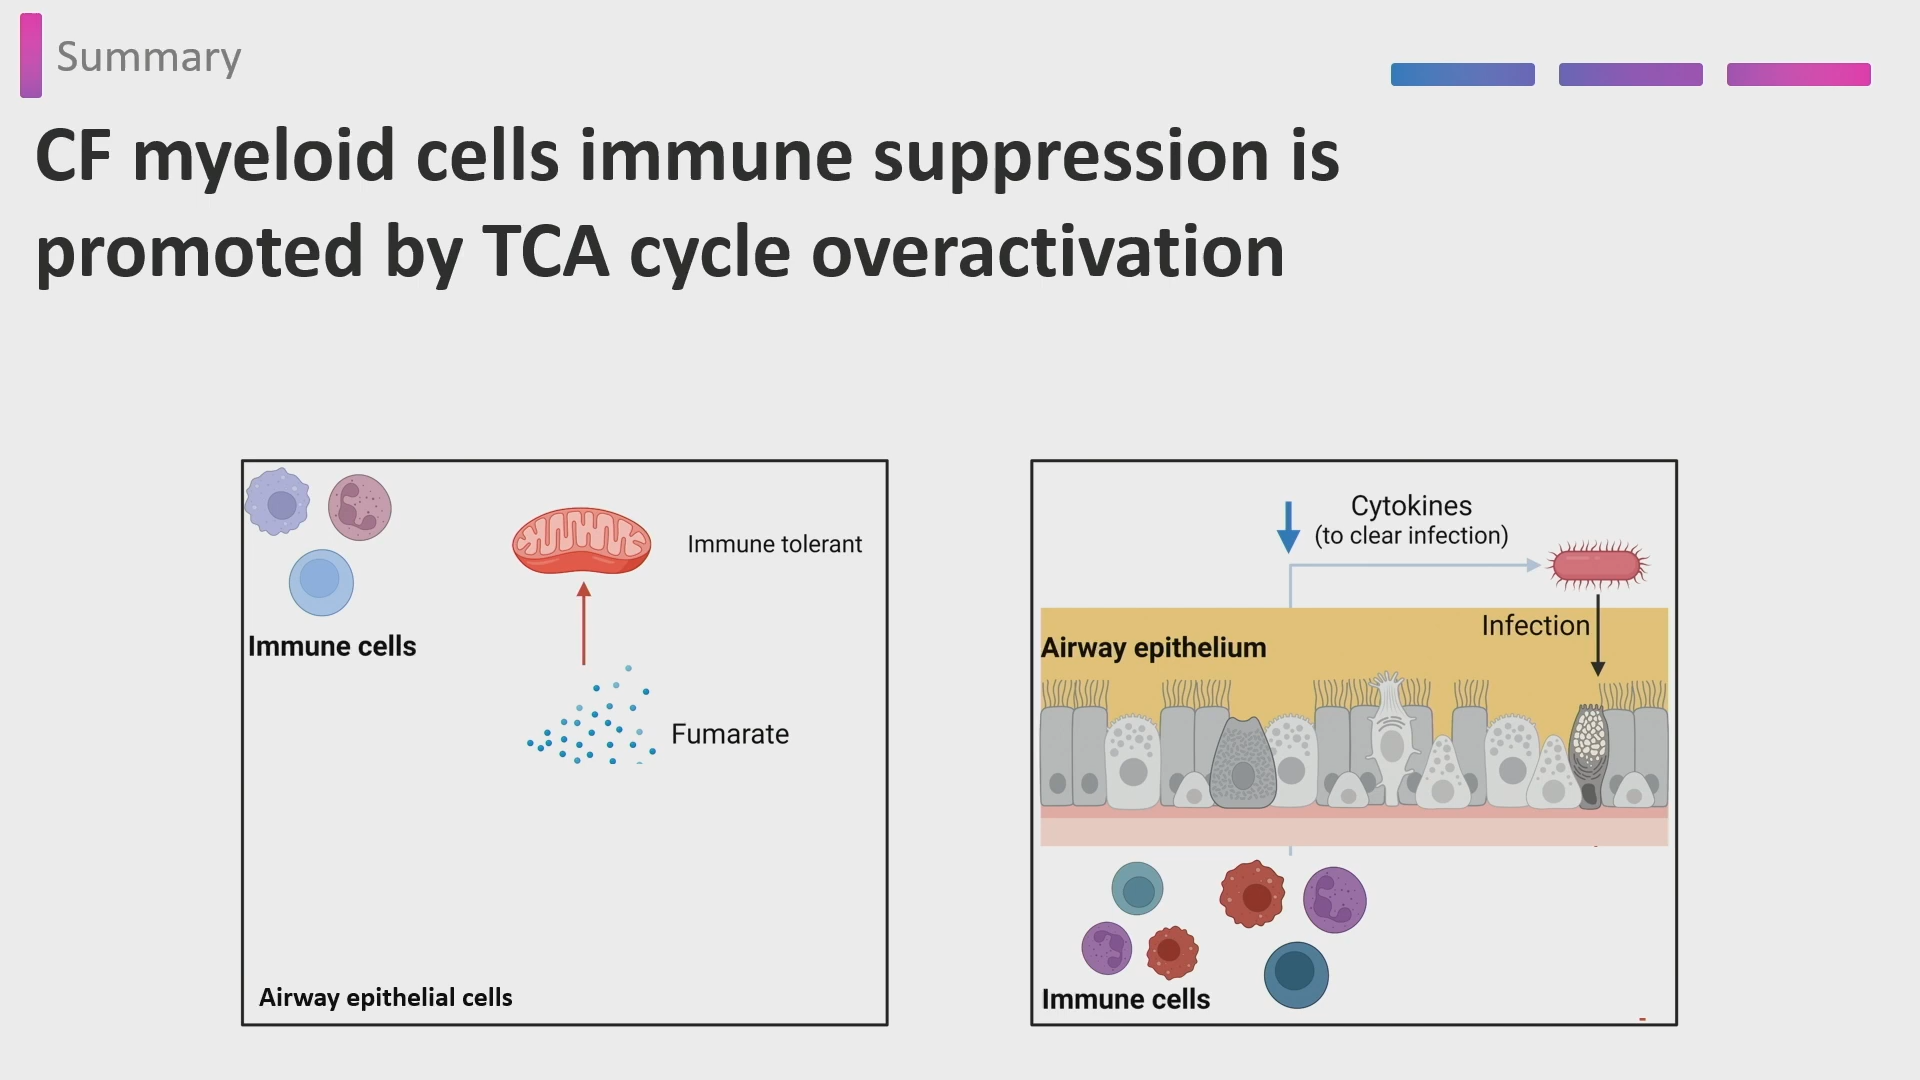 Summary
CF myeloid cells immune suppression is
promoted by TCA cycle overactivation
Immune tolerant
Immune cells
Fumarate
Airway epithelial cells
Cytokines
(to clear infection)
Infection
Airway epithelium
Immune cells